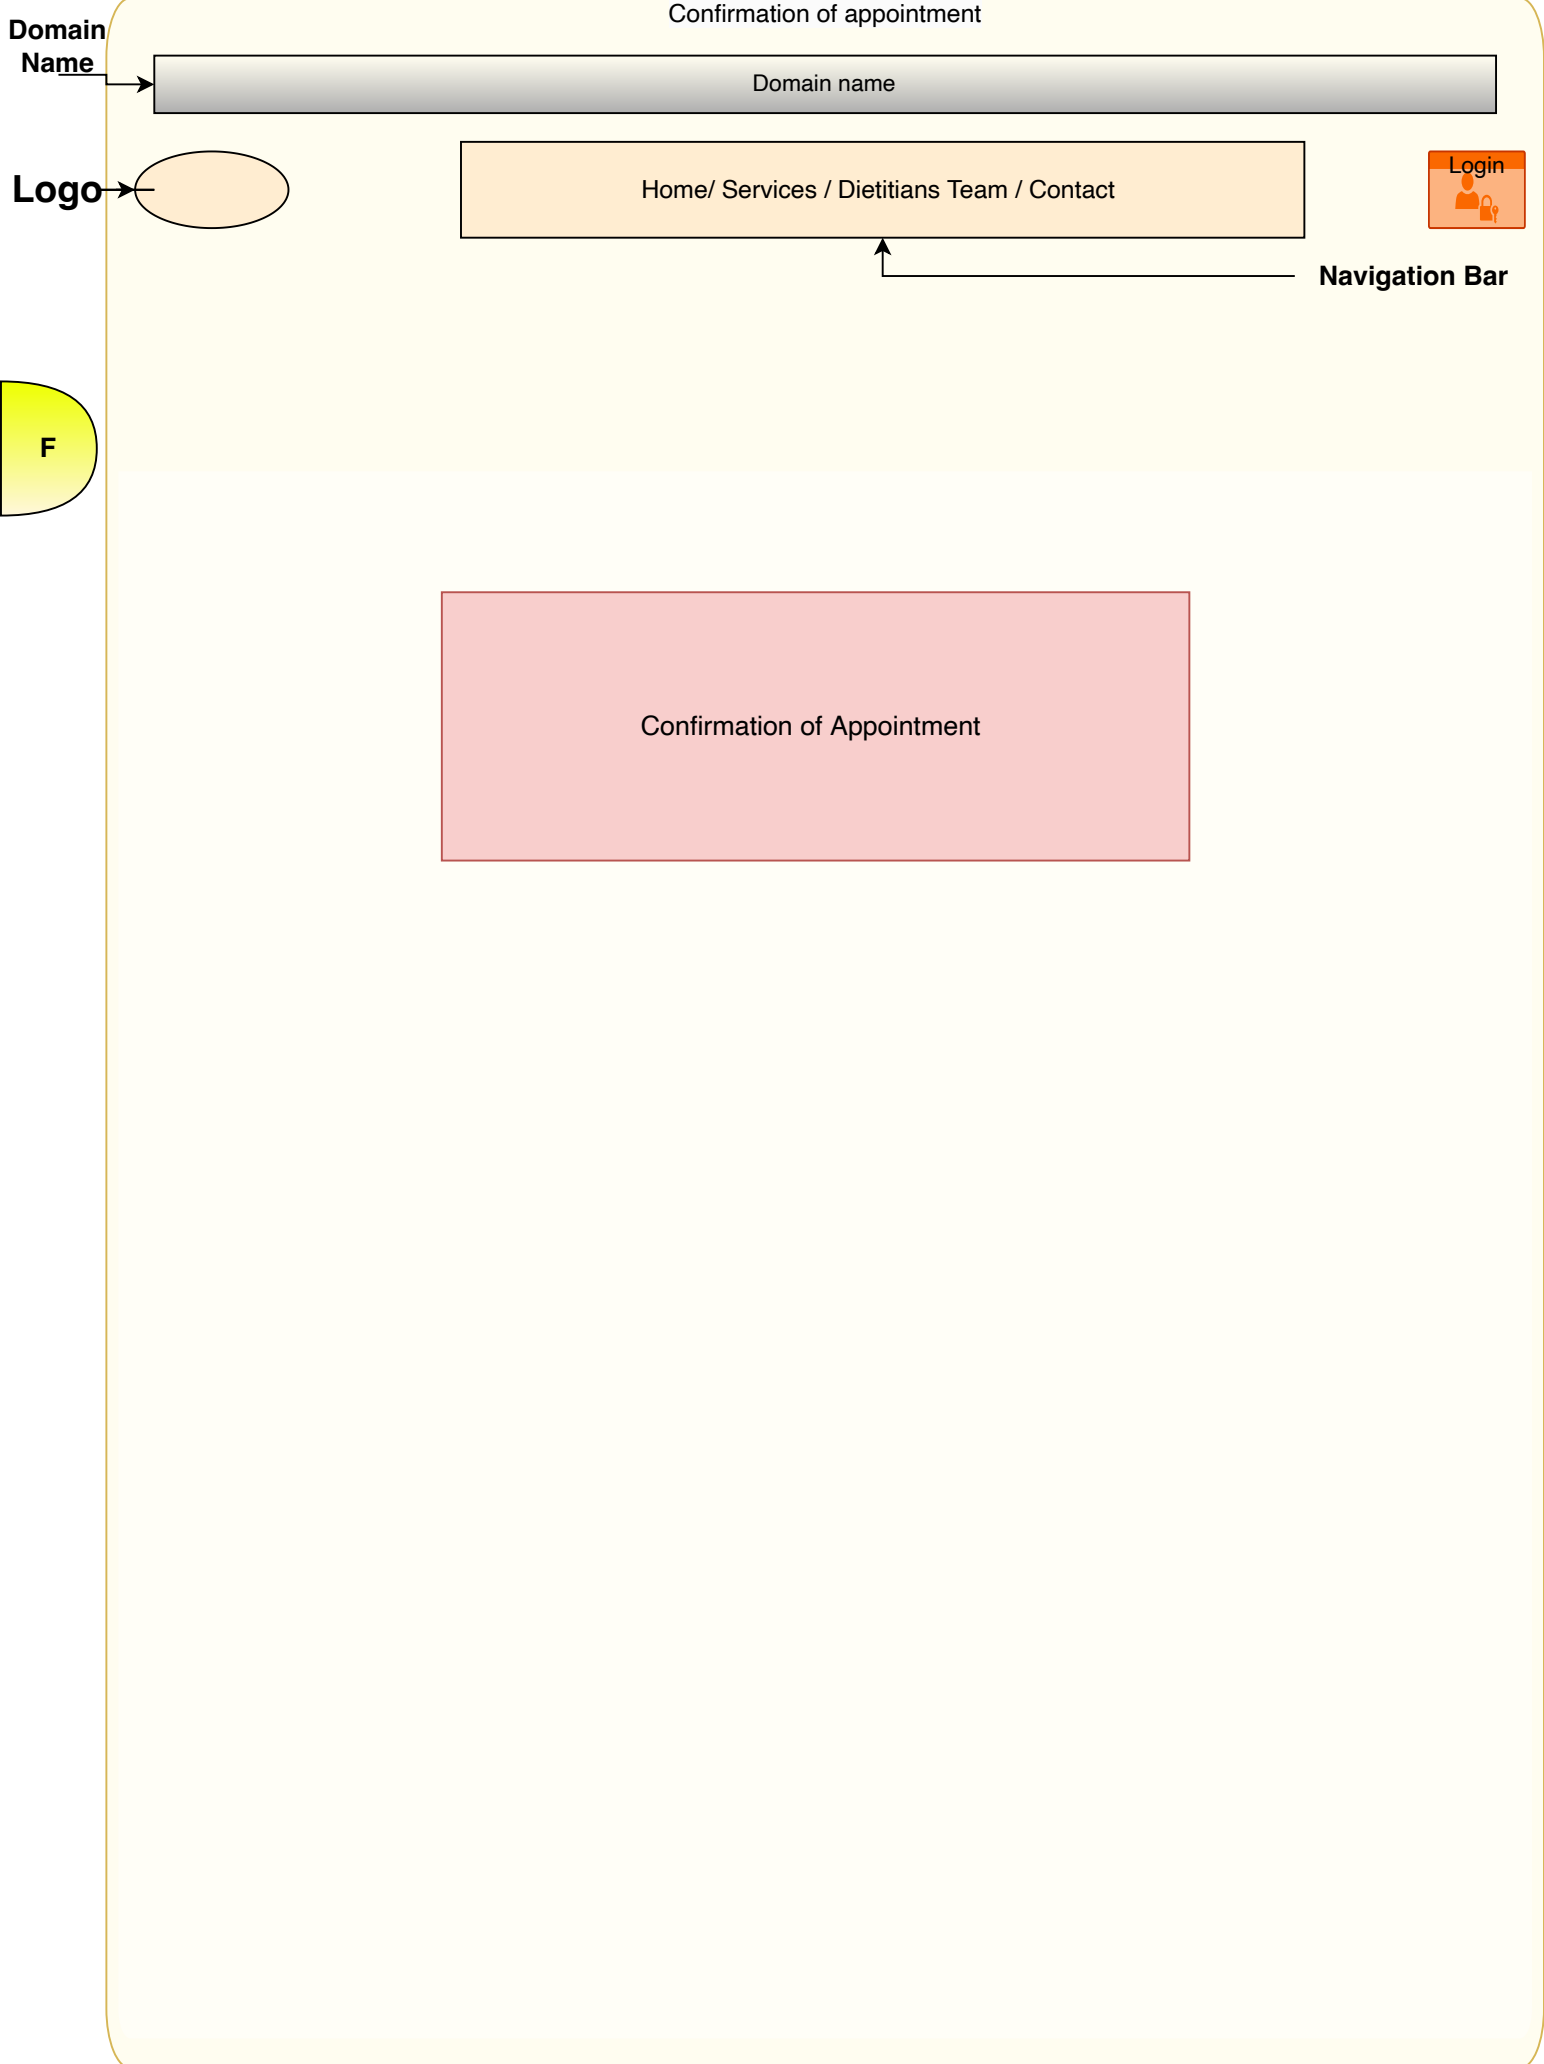 Confirmation of appointment
Domain
Name
Domain name
Logo
Home/ Services / Dietitians Team / Contact
Login
Navigation Bar
F
Confirmation of Appointment